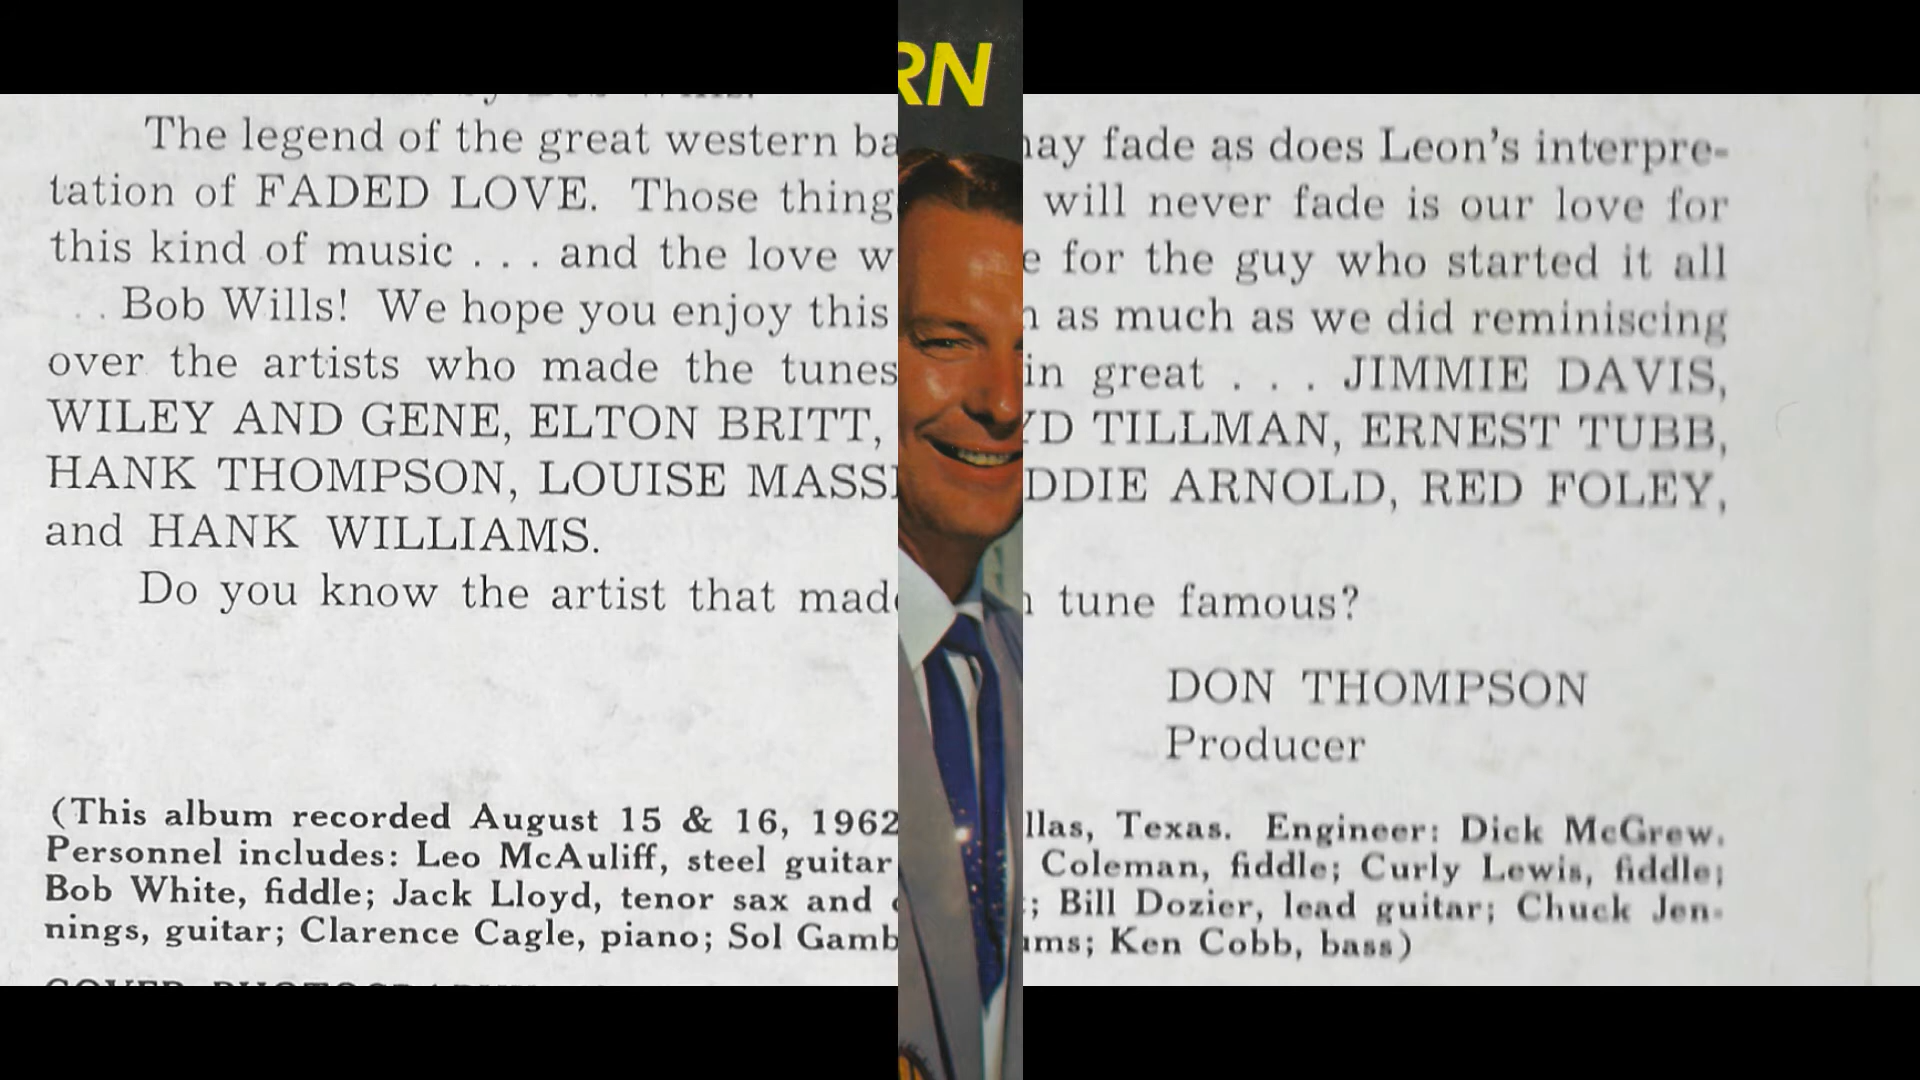 RN
The legend of the great western ba ay fade as does Leon's interpre-
tation of FADED LOVE. Those thing will never fade is our love for
this kind of music . . . and the love w e for the guy who started it all
. . Bob Wills! We hope you enjoy this as much as we did reminiscing
over the artists who made the tunes in great . . . JIMMIE DAVIS,
WILEY AND GENE, ELTON BRITT, YD TILLMAN, ERNEST TUBB,
HANK THOMPSON, LOUISE MASS DDIE ARNOLD, RED FOLEY,
and HANK WILLIAMS.
Do you know the artist that mad tune famous?
DON THOMPSON
Producer
(This album recorded August 15 & 16, 1962 llas, Texas. Engineer: Dick McGrew.
Personnel includes: Leo McAuliff, steel guitar Coleman, fiddle; Curly Lewis, fiddle;
Bob White, fiddle; Jack Lloyd, tenor sax and ; Bill Dozier, lead guitar; Chuck Jen-
nings, guitar; Clarence Cagle, piano; Sol Gamb ms; Ken Cobb, bass)